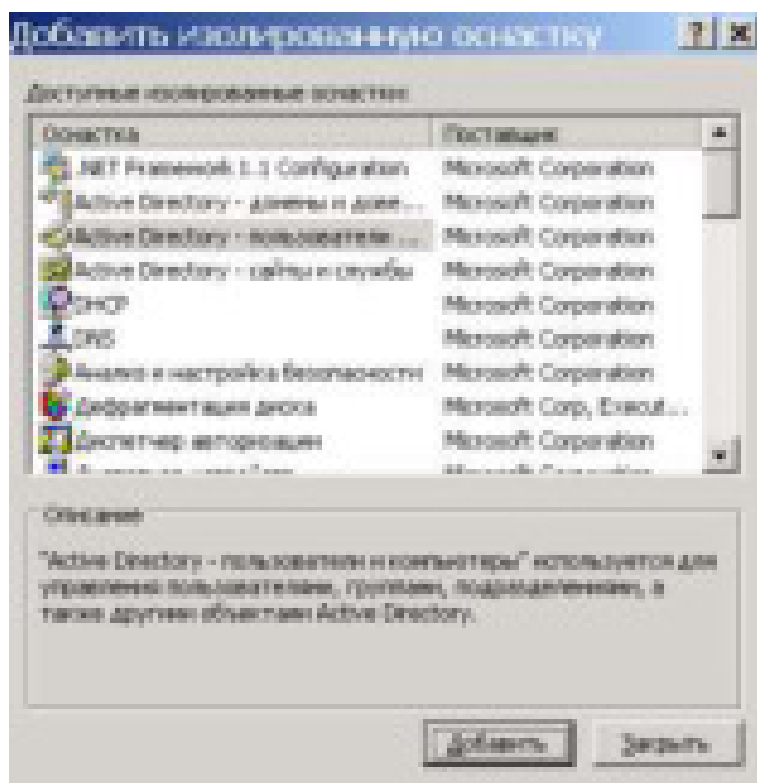 Добавить изолированную оснастку
Доступные изолированные оснастки:
Оснастка Поставщик
.NET Framework 1.1 Configuration Microsoft Corporation
Active Directory - домены и дове... Microsoft Corporation
Active Directory - пользователи ... Microsoft Corporation
Active Directory - сайты и службы Microsoft Corporation
DHCP Microsoft Corporation
DNS Microsoft Corporation
Анализ и настройка безопасности Microsoft Corporation
Дефрагментация диска Microsoft Corp, Execut...
Диспетчер авторизации Microsoft Corporation
Описание
"Active Directory - пользователи и компьютеры" используется для
управления пользователями, группами, подразделениями, а
также другими объектами Active Directory.
Добавить Закрыть